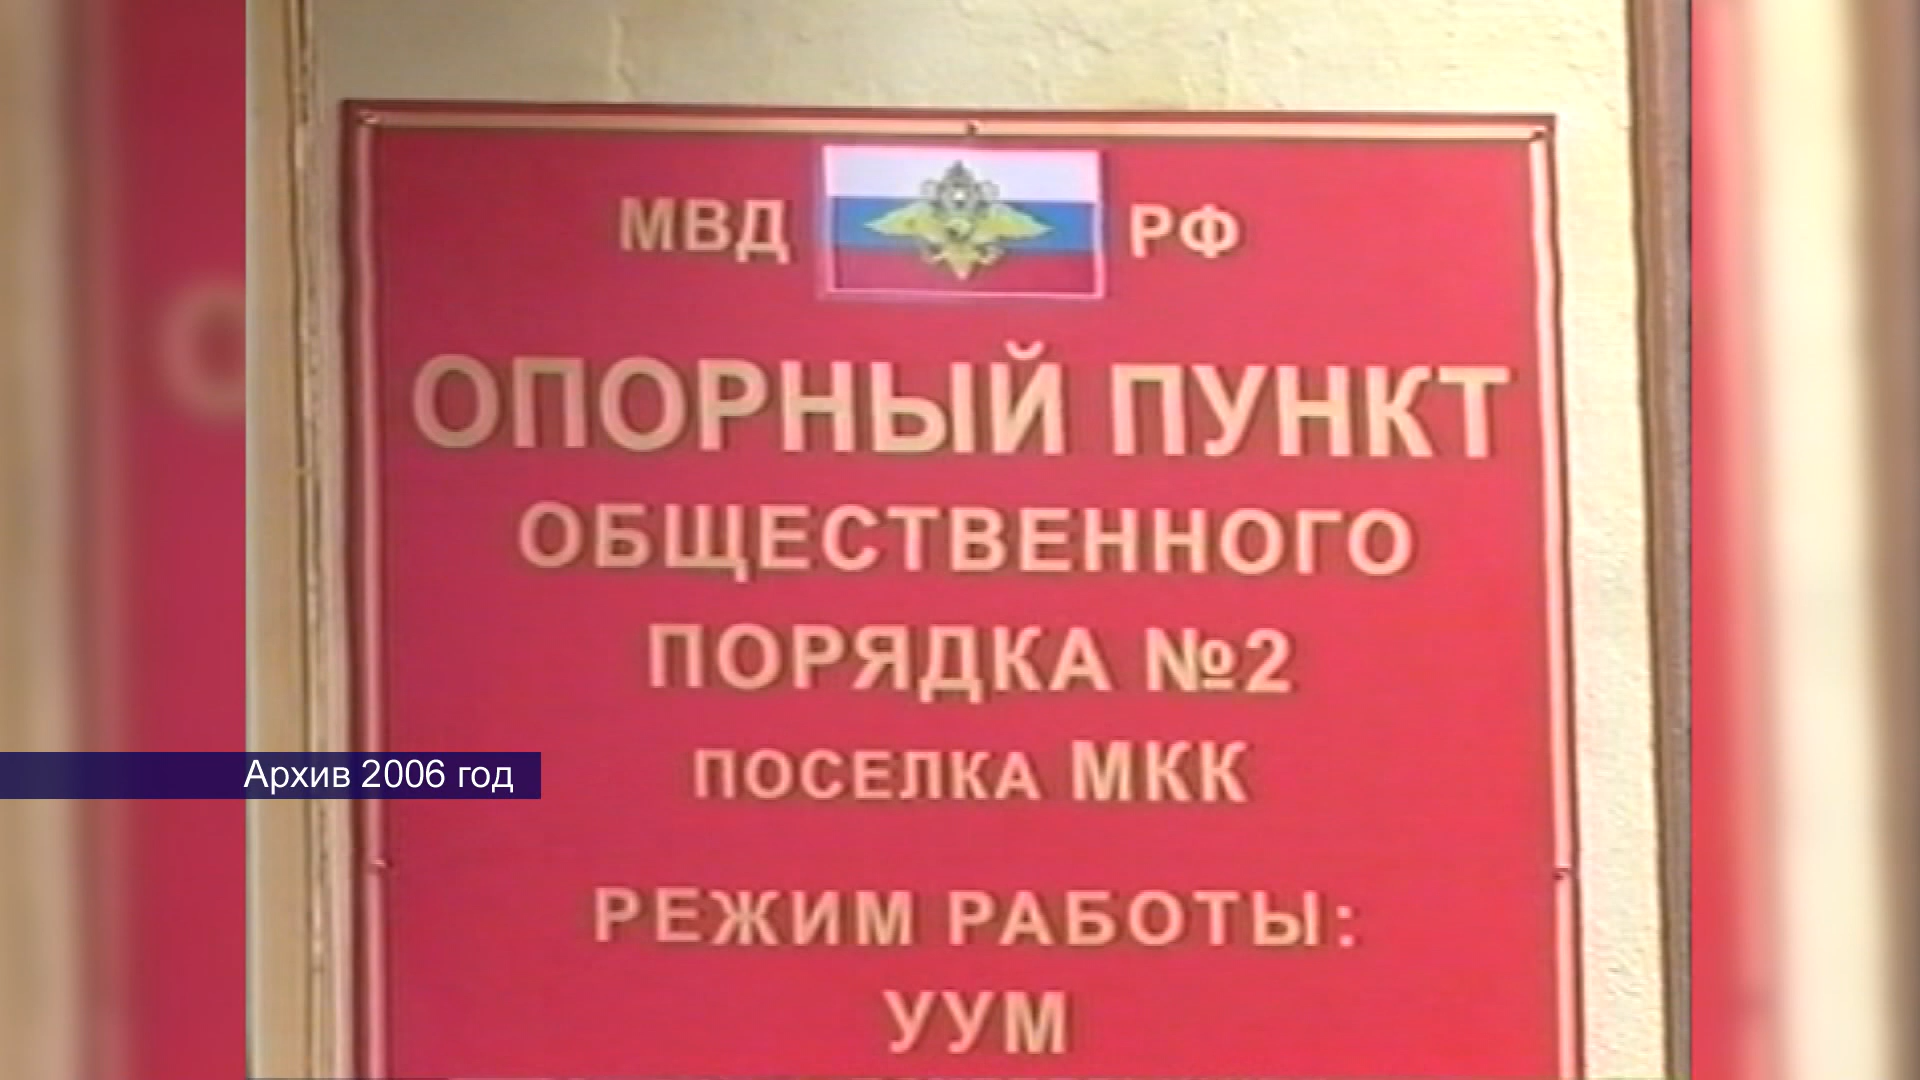 МВД РФ
ОПОРНЫЙ ПУНКТ
ОБЩЕСТВЕННОГО
ПОРЯДКА №2
ПОСЕЛКА МКК
Архив 2006 год
РЕЖИМ РАБОТЫ:
УУМ